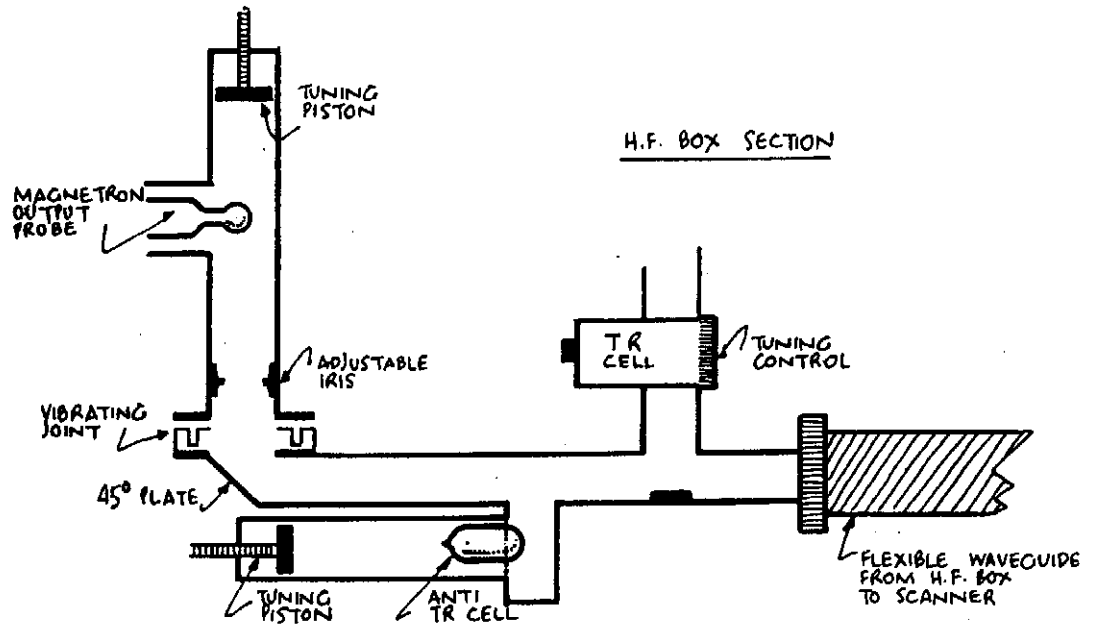 TUNING
PISTON
H.F. BOX SECTION
MAGNETRON
OUTPUT
PROBE
TR
CELL
TUNING
CONTROL
ADJUSTABLE
IRIS
VIBRATING
JOINT
45° PLATE
FLEXIBLE WAVEGUIDE
FROM H.F. BOX
TO SCANNER
TUNING
PISTON
ANTI
TR CELL